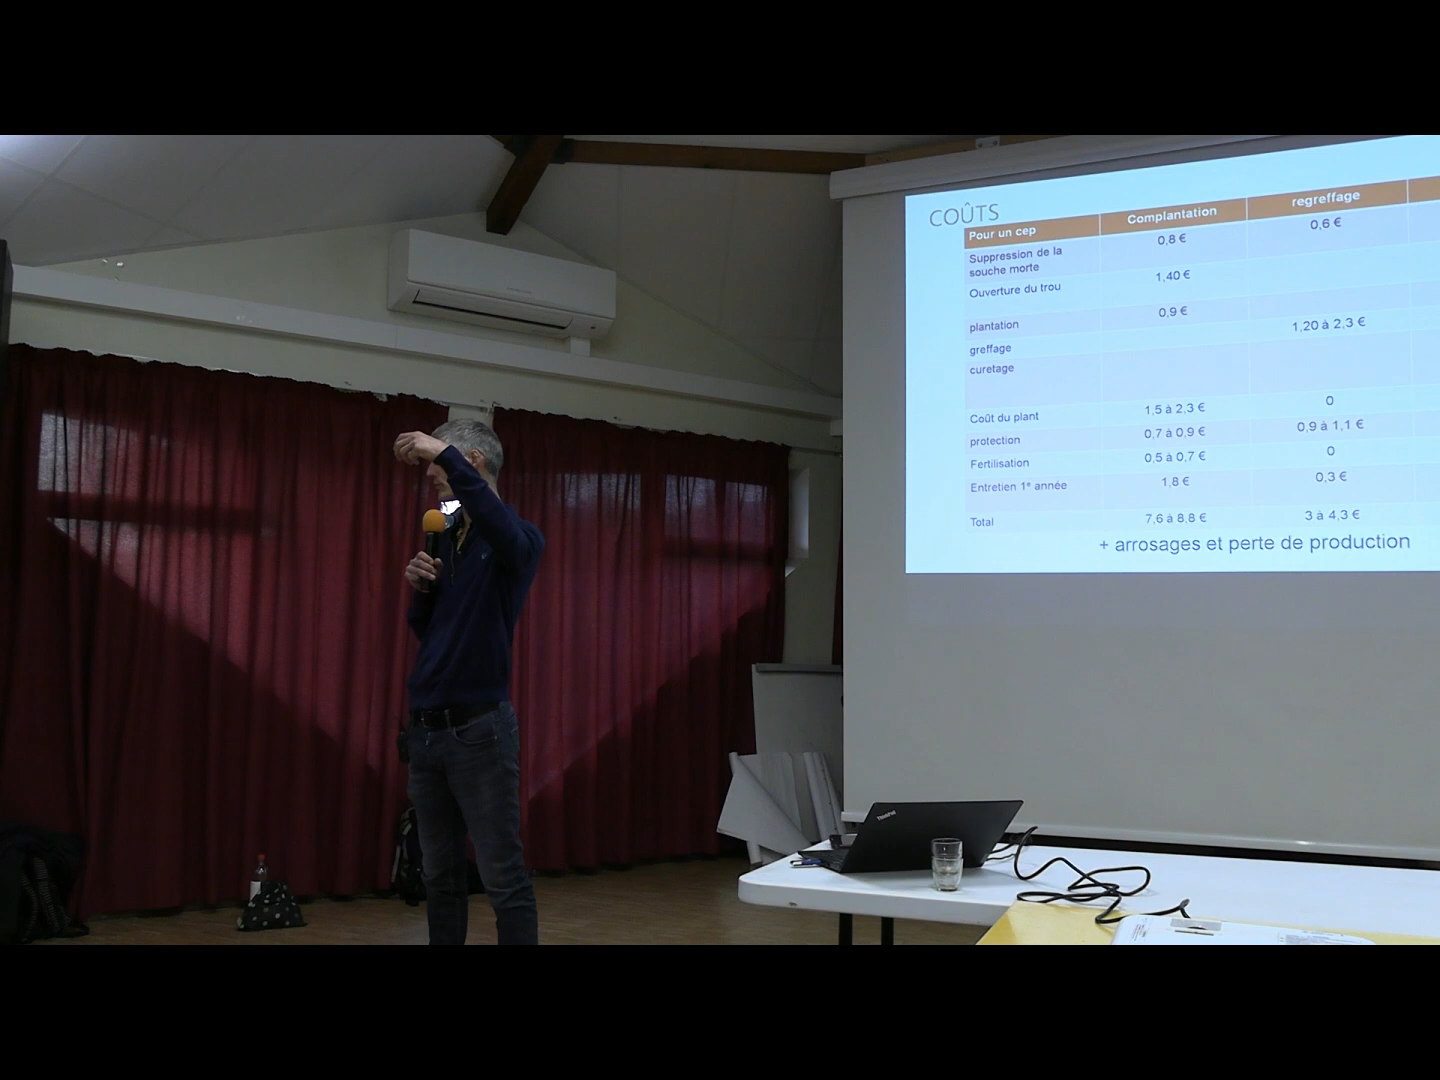 COÛTS
Pour un cep Complantation regreffage
Suppression de la souche morte 0,8 € 0,6 €
Ouverture du trou 1,40 €
plantation 0,9 €
greffage 1,20 à 2,3 €
curetage
Coût du plant 1,5 à 2,3 € 0
protection 0,7 à 0,9 € 0,9 à 1,1 €
Fertilisation 0,5 à 0,7 € 0
Entretien 1e année 1,8 € 0,3 €
Total 7,6 à 8,8 € 3 à 4,3 €
+ arrosages et perte de production
ThinkPad